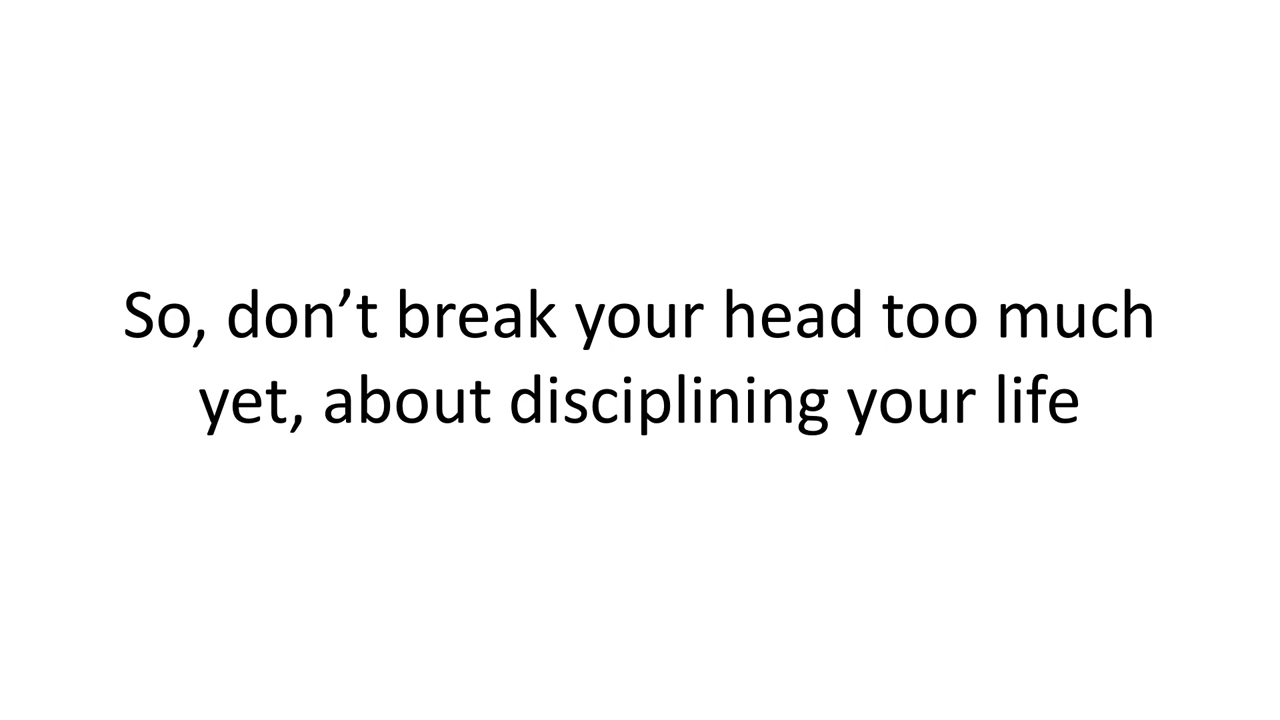 So, don’t break your head too much
yet, about disciplining your life